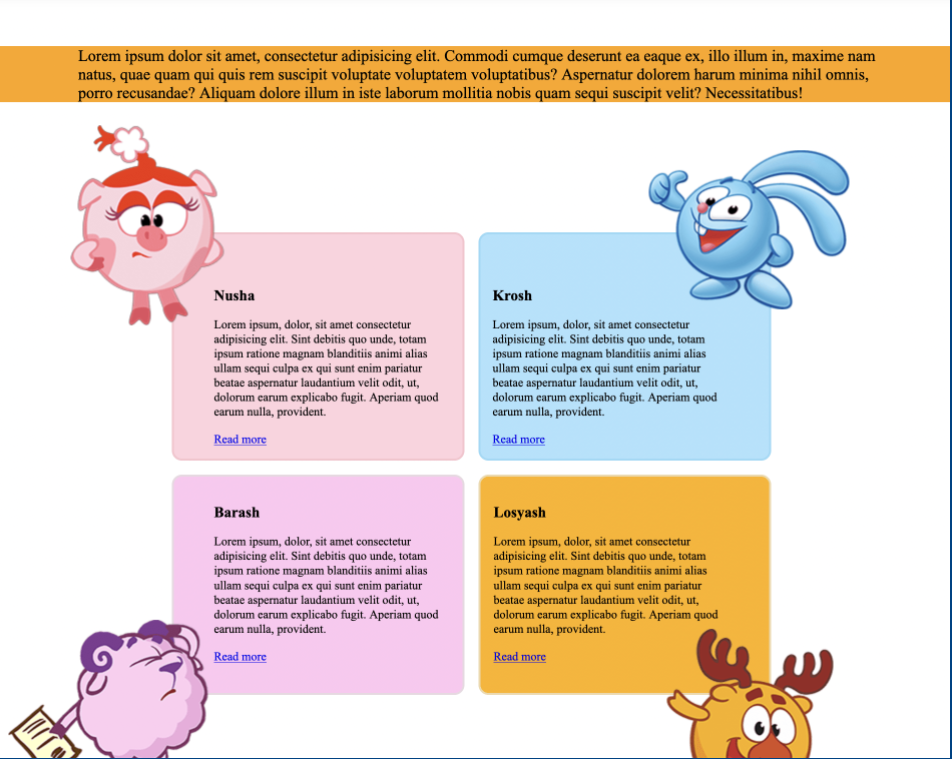 Lorem ipsum dolor sit amet, consectetur adipisicing elit. Commodi cumque deserunt ea eaque ex, illo illum in, maxime nam
natus, quae quam qui quis rem suscipit voluptate voluptatem voluptatibus? Aspernatur dolorem harum minima nihil omnis,
porro recusandae? Aliquam dolore illum in iste laborum mollitia nobis quam sequi suscipit velit? Necessitatibus!
Nusha
Lorem ipsum, dolor, sit amet consectetur
adipisicing elit. Sint debitis quo unde, totam
ipsum ratione magnam blanditiis animi alias
ullam sequi culpa ex qui sunt enim pariatur
beatae aspernatur laudantium velit odit, ut,
dolorum earum explicabo fugit. Aperiam quod
earum nulla, provident.
Read more
Krosh
Lorem ipsum, dolor, sit amet consectetur
adipisicing elit. Sint debitis quo unde, totam
ipsum ratione magnam blanditiis animi alias
ullam sequi culpa ex qui sunt enim pariatur
beatae aspernatur laudantium velit odit, ut,
dolorum earum explicabo fugit. Aperiam quod
earum nulla, provident.
Read more
Barash
Lorem ipsum, dolor, sit amet consectetur
adipisicing elit. Sint debitis quo unde, totam
ipsum ratione magnam blanditiis animi alias
ullam sequi culpa ex qui sunt enim pariatur
beatae aspernatur laudantium velit odit, ut,
dolorum earum explicabo fugit. Aperiam quod
earum nulla, provident.
Read more
Losyash
Lorem ipsum, dolor, sit amet consectetur
adipisicing elit. Sint debitis quo unde, totam
ipsum ratione magnam blanditiis animi alias
ullam sequi culpa ex qui sunt enim pariatur
beatae aspernatur laudantium velit odit, ut,
dolorum earum explicabo fugit. Aperiam quod
earum nulla, provident.
Read more